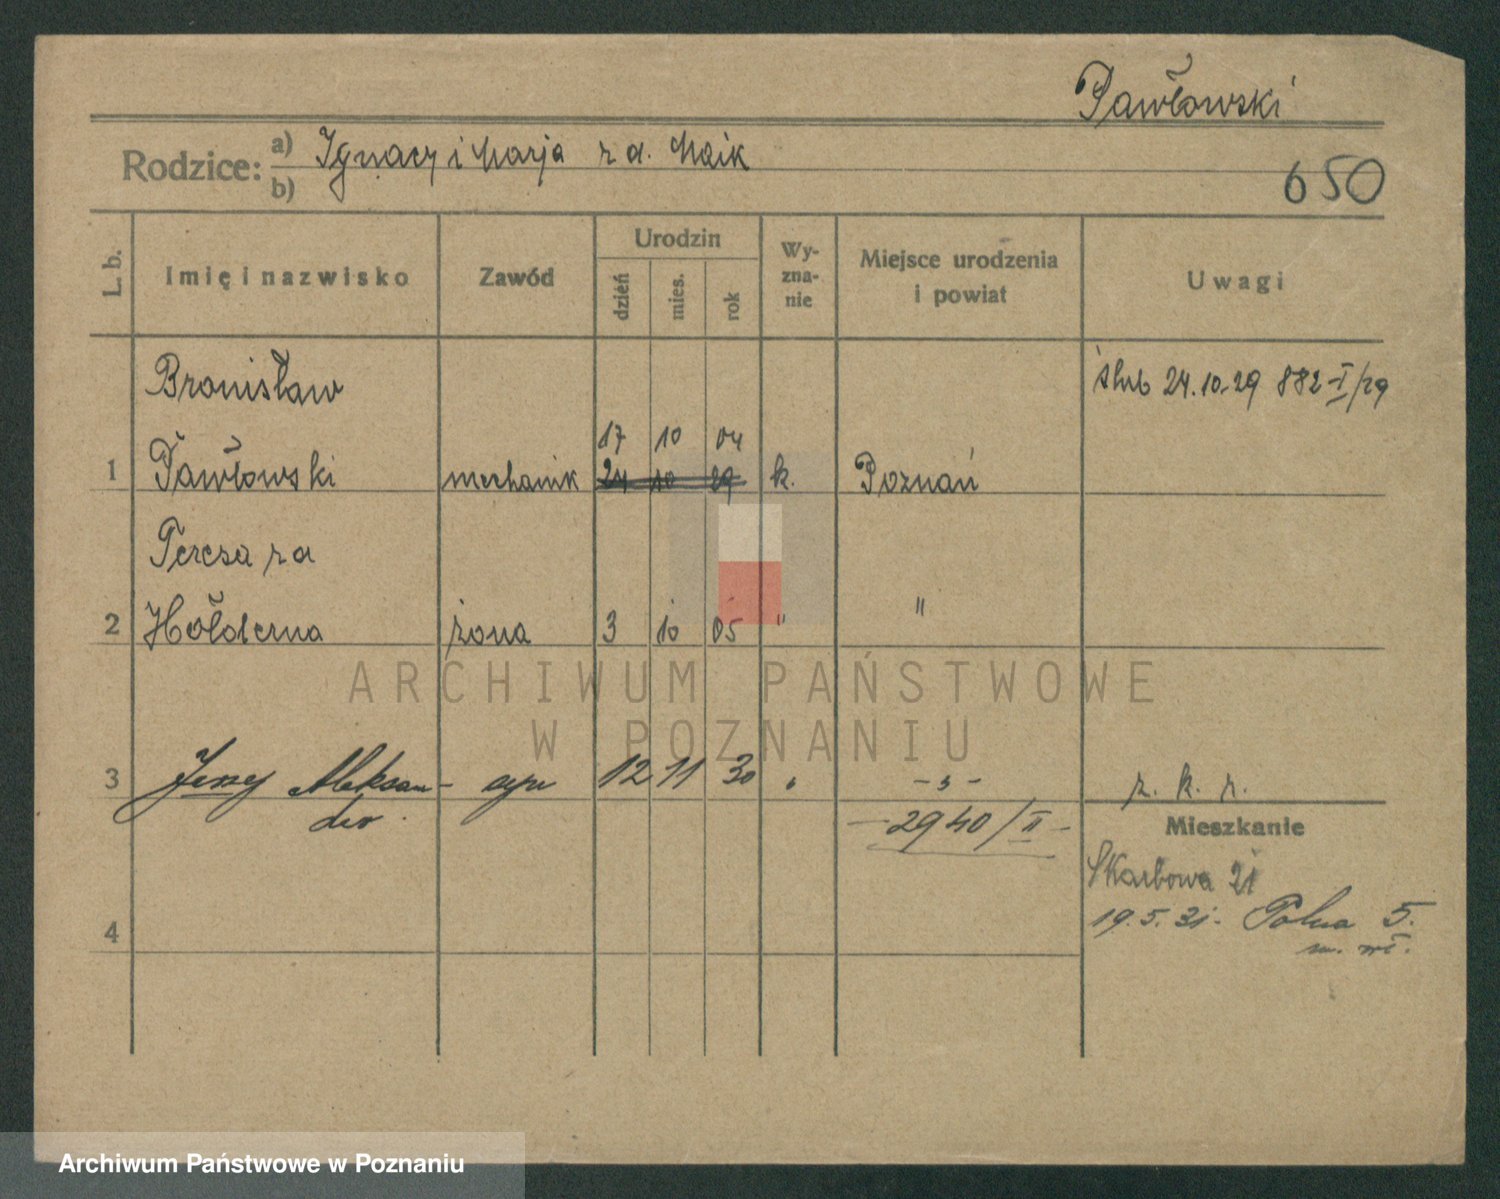 Pawłowski
Rodzice: a) Ignacy i Marja z d. Maik
b)
650
L. b. Imię i nazwisko Zawód Urodzin dzień mies. rok Wy-zna-nie Miejsce urodzenia i powiat Uwagi
Bronisław ślub 24.10.29 882 I/29
17 10 04
1 Pawłowski mechanik 24 10 29 k. Poznań
Teresa z d
2 Hołderna żona 3 10 05 " "
ARCHIWUM PAŃSTWOWE
W POZNANIU
3 Jerzy Aleksan- syn 12 11 30 " - " - r. k. r.
der - 2940/II -
Mieszkanie
Skarbowa 21
19.5.31. Polna 5.
4
Archiwum Państwowe w Poznaniu